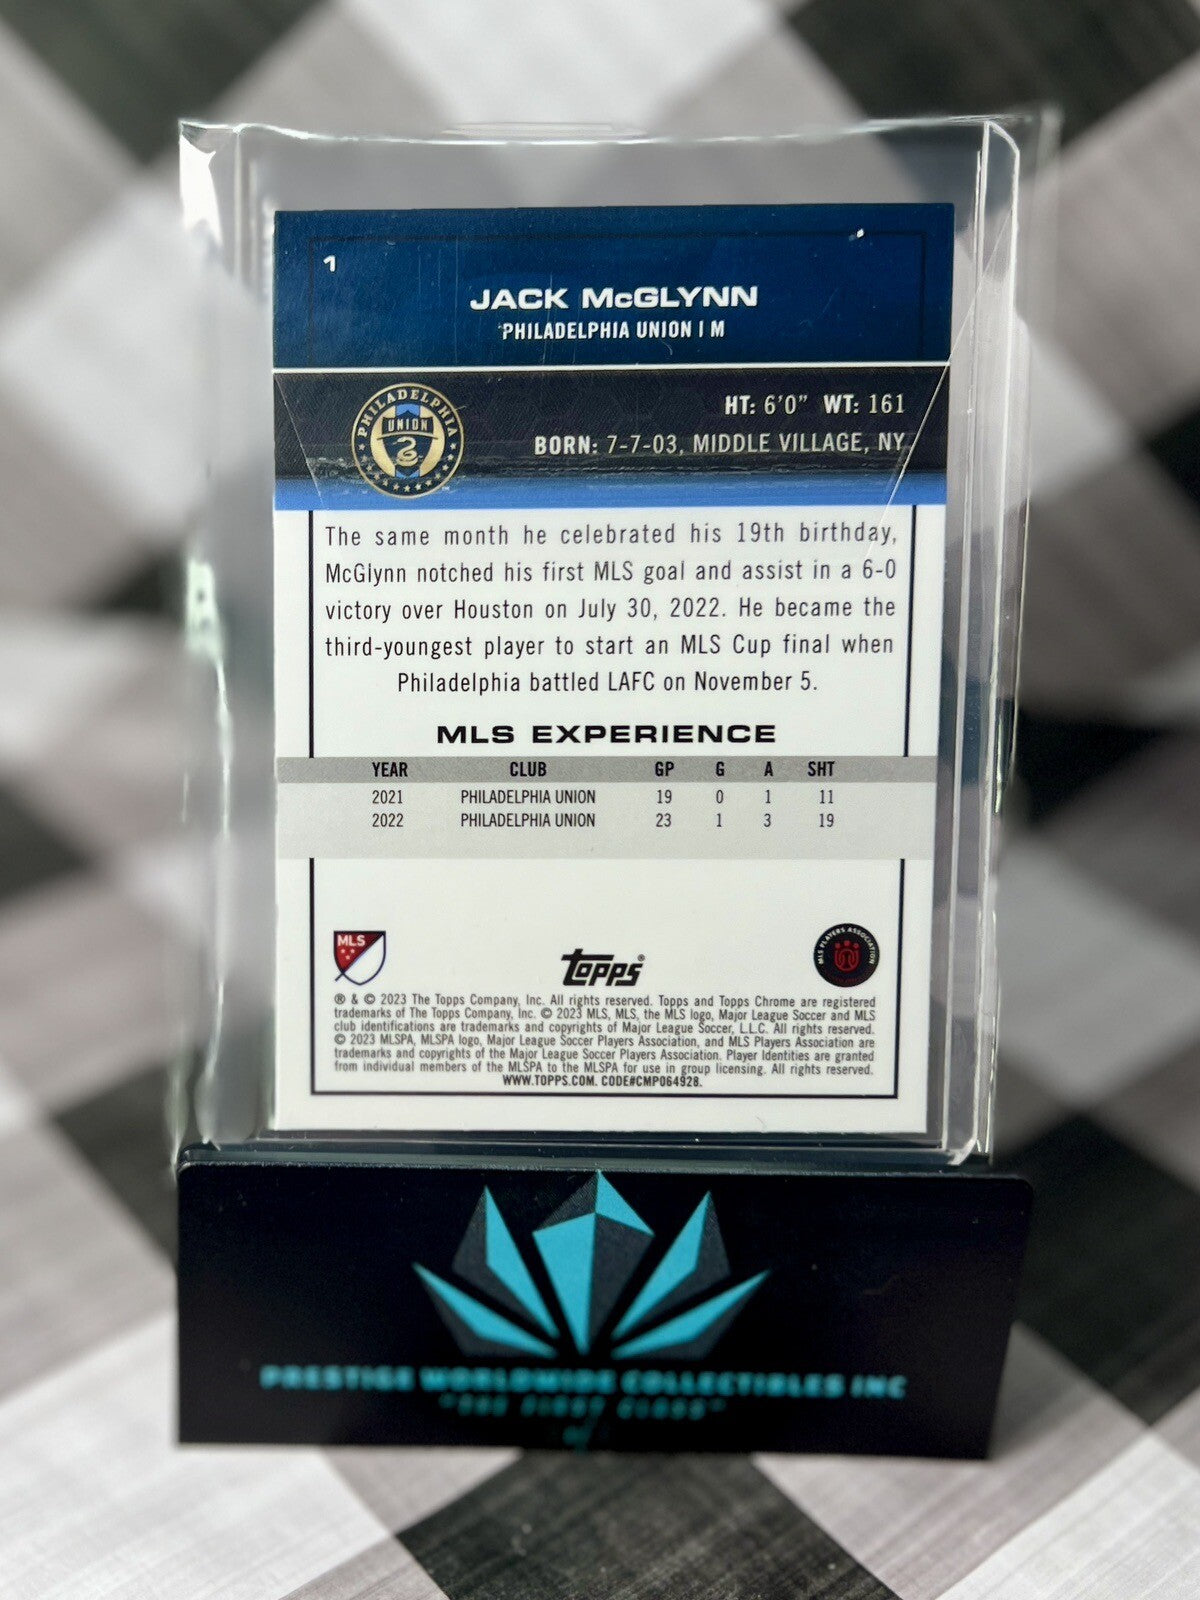 1
JACK McGLYNN
PHILADELPHIA UNION | M
PHILADELPHIA
UNION
HT: 6'0" WT: 161
BORN: 7-7-03, MIDDLE VILLAGE, NY
The same month he celebrated his 19th birthday,
McGlynn notched his first MLS goal and assist in a 6-0
victory over Houston on July 30, 2022. He became the
third-youngest player to start an MLS Cup final when
Philadelphia battled LAFC on November 5.
MLS EXPERIENCE
YEAR CLUB GP G A SHT
2021 PHILADELPHIA UNION 19 0 1 11
2022 PHILADELPHIA UNION 23 1 3 19
MLS
topps®
MLS PLAYERS ASSOCIATION
® & © 2023 The Topps Company, Inc. All rights reserved. Topps and Topps Chrome are registered
trademarks of The Topps Company, Inc. © 2023 MLS, MLS, the MLS logo, Major League Soccer and MLS
club identifications are trademarks and copyrights of Major League Soccer, L.L.C. All rights reserved.
© 2023 MLSPA, MLSPA logo, Major League Soccer Players Association, and MLS Players Association are
trademarks and copyrights of the Major League Soccer Players Association. Player Identities are granted
from individual members of the MLSPA to the MLSPA for use in group licensing. All rights reserved.
WWW.TOPPS.COM. CODE#CMP064928.
PRESTIGE WORLDWIDE COLLECTIBLES INC